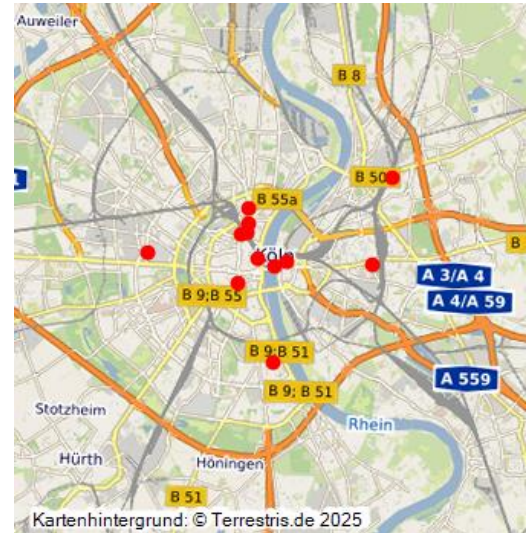 Auweiler
B 8
B 50
B 55a
Köln
B
A 3/A 4
A 4/A 59
B 9;B 55
B 9;B 51
A 559
B 9; B 51
Stotzheim
Rhein
Hürth
Höningen
B 51
Kartenhintergrund: © Terrestris.de 2025